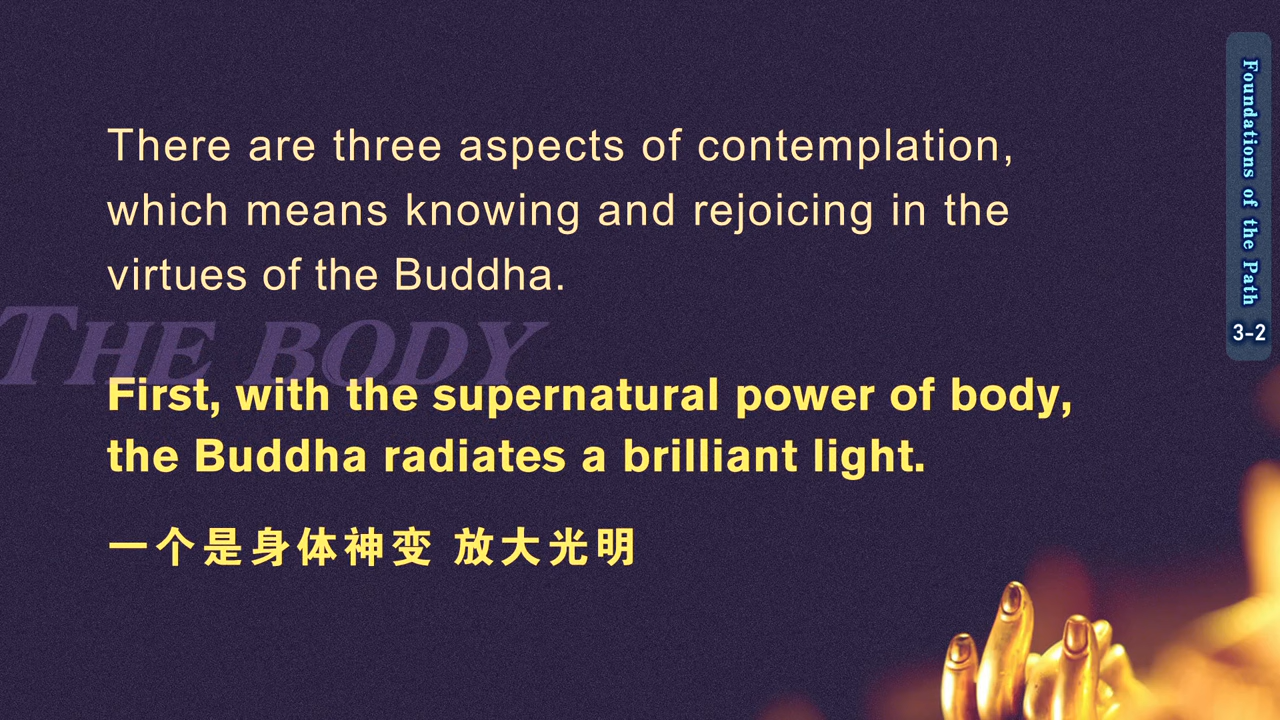 There are three aspects of contemplation,
which means knowing and rejoicing in the
virtues of the Buddha.
THE BODY
First, with the supernatural power of body,
the Buddha radiates a brilliant light.
一个是身体神变 放大光明
Foundations of the Path
3-2